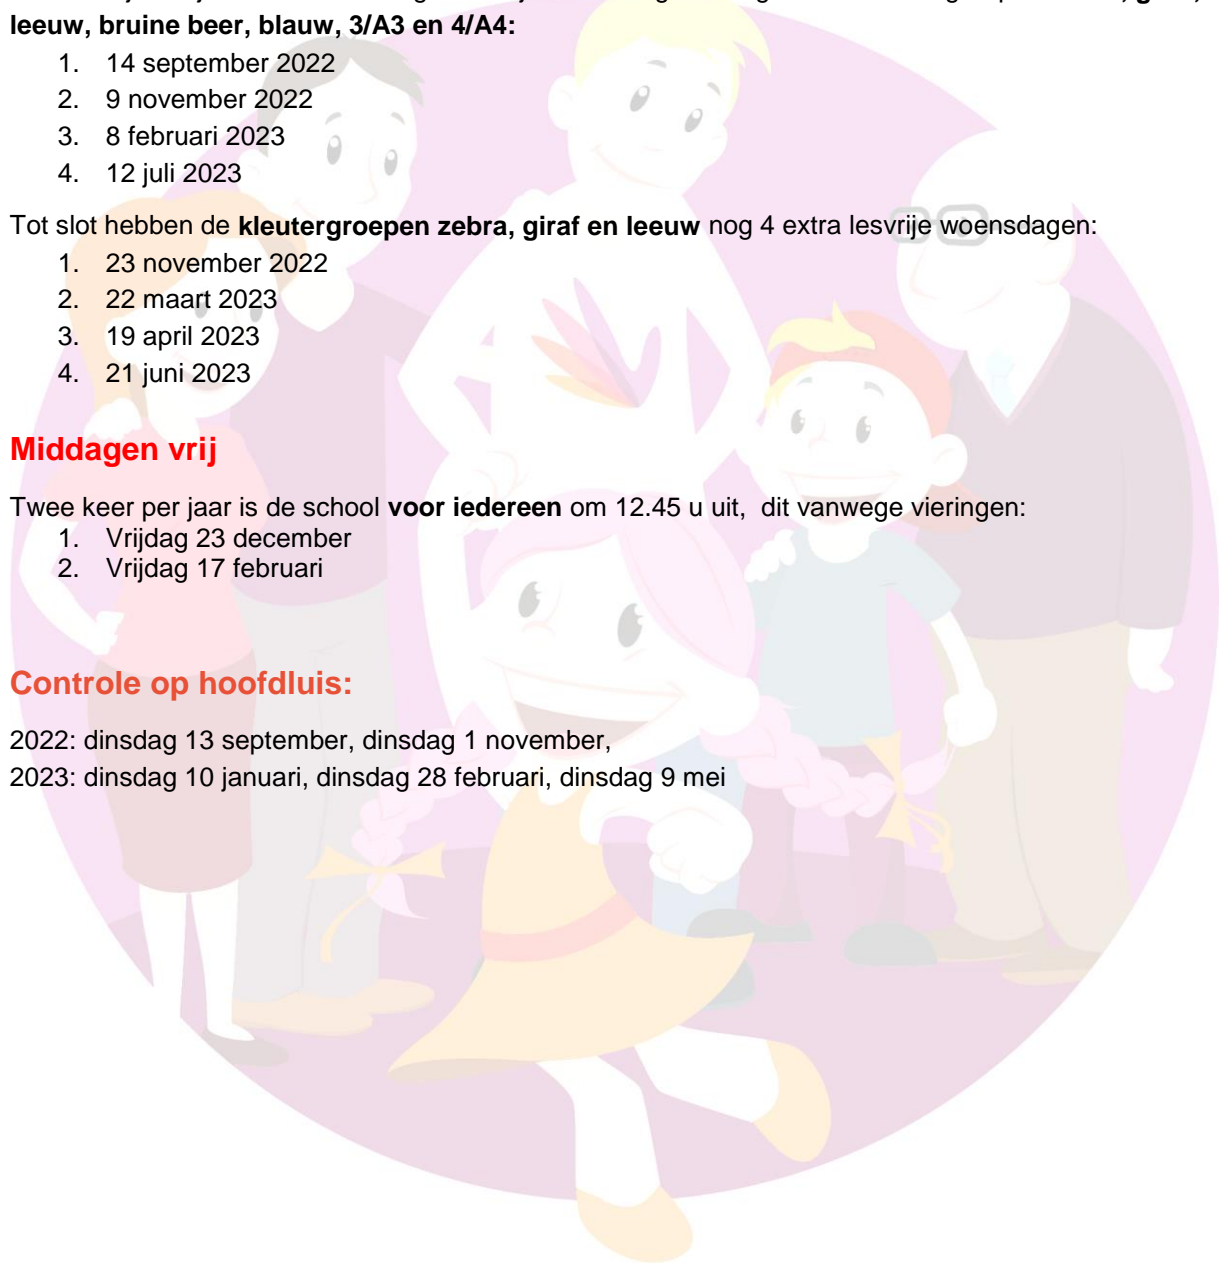 leeuw, bruine beer, blauw, 3/A3 en 4/A4:
1. 14 september 2022
2. 9 november 2022
3. 8 februari 2023
4. 12 juli 2023
Tot slot hebben de kleutergroepen zebra, giraf en leeuw nog 4 extra lesvrije woensdagen:
1. 23 november 2022
2. 22 maart 2023
3. 19 april 2023
4. 21 juni 2023
Middagen vrij
Twee keer per jaar is de school voor iedereen om 12.45 u uit, dit vanwege vieringen:
1. Vrijdag 23 december
2. Vrijdag 17 februari
Controle op hoofdluis:
2022: dinsdag 13 september, dinsdag 1 november,
2023: dinsdag 10 januari, dinsdag 28 februari, dinsdag 9 mei